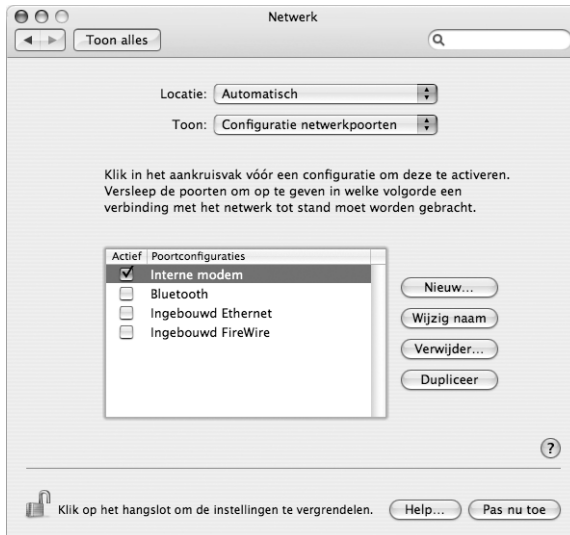 Netwerk
Toon alles
Locatie: Automatisch
Toon: Configuratie netwerkpoorten
Klik in het aankruisvak vóór een configuratie om deze te activeren.
Versleep de poorten om op te geven in welke volgorde een
verbinding met het netwerk tot stand moet worden gebracht.
Actief Poortconfiguraties
Interne modem
Bluetooth
Ingebouwd Ethernet
Ingebouwd FireWire
Nieuw...
Wijzig naam
Verwijder...
Dupliceer
?
Klik op het hangslot om de instellingen te vergrendelen. Help... Pas nu toe